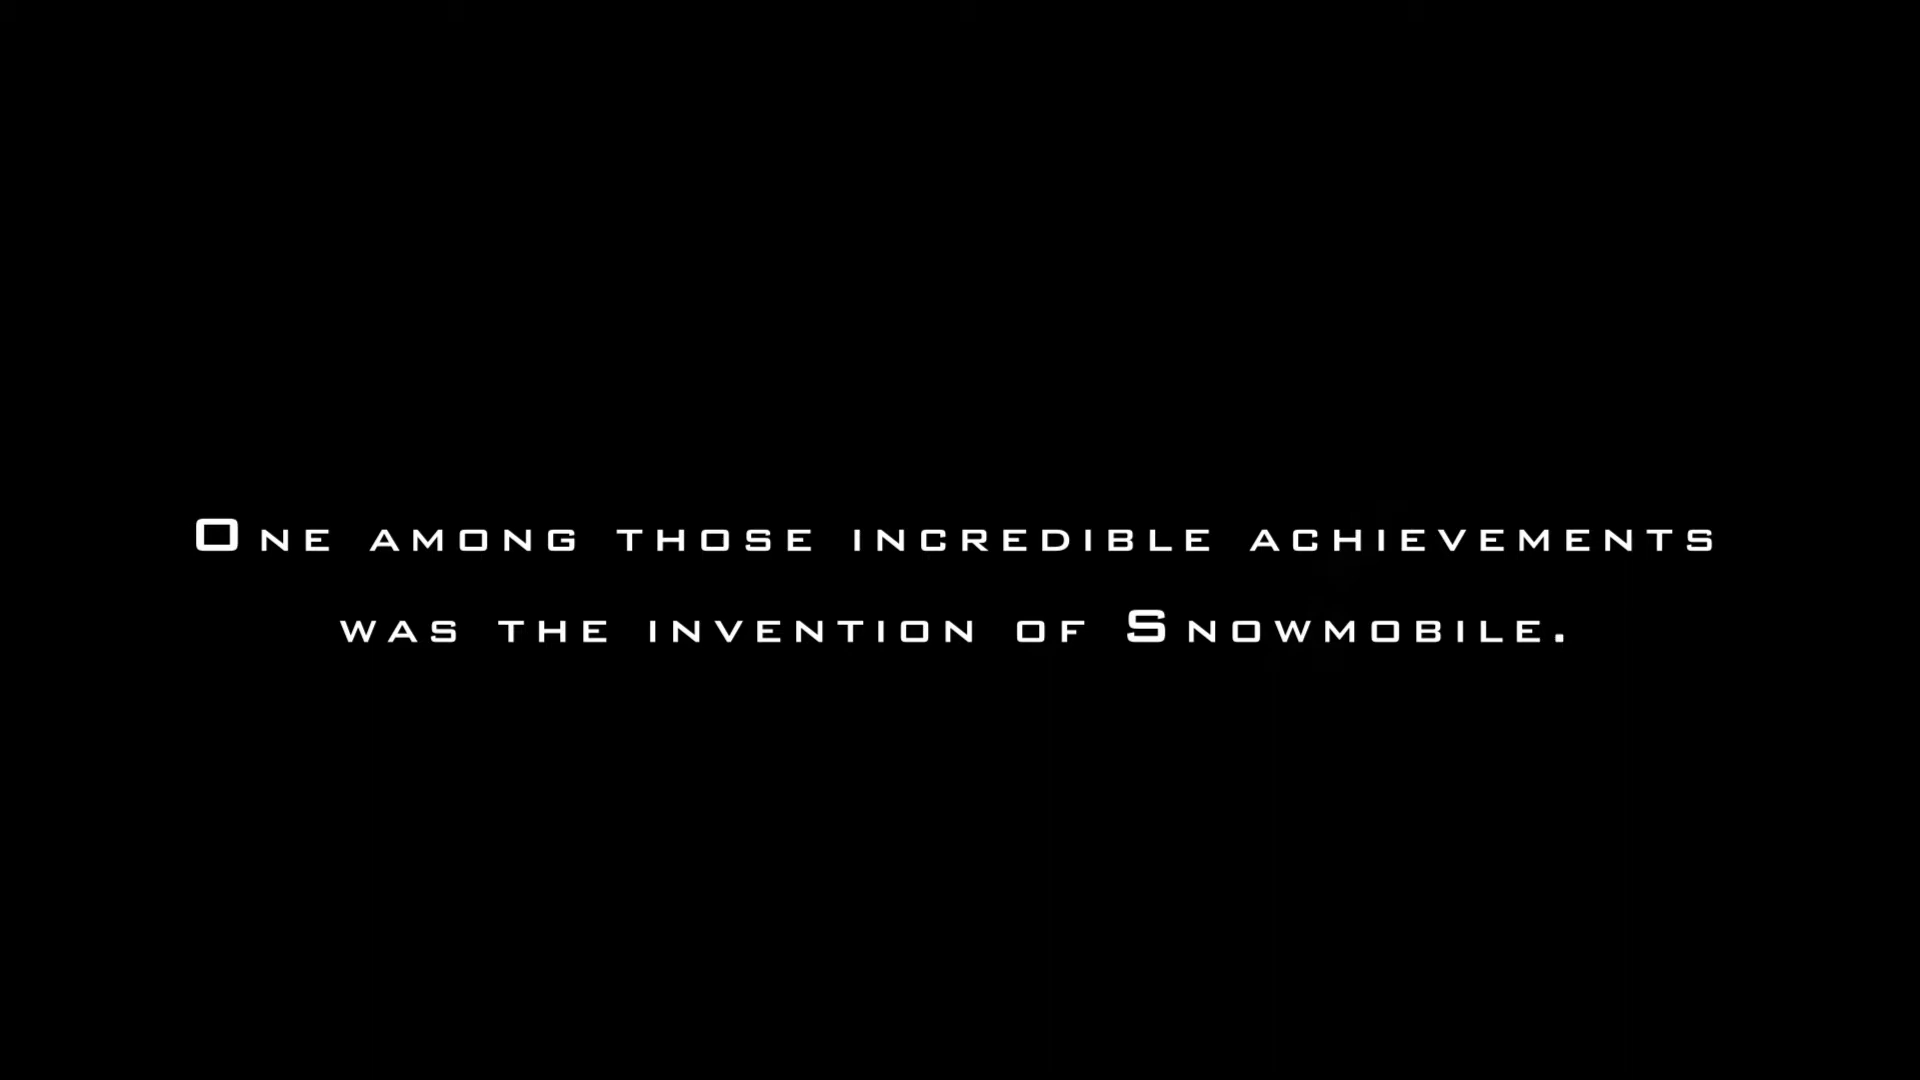 One among those incredible achievements
was the invention of Snowmobile.